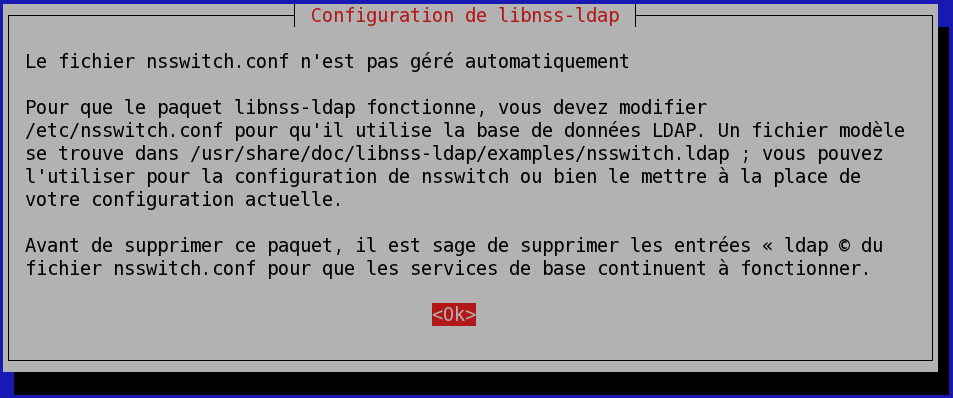 Configuration de libnss-ldap
Le fichier nsswitch.conf n'est pas géré automatiquement
Pour que le paquet libnss-ldap fonctionne, vous devez modifier
/etc/nsswitch.conf pour qu'il utilise la base de données LDAP. Un fichier modèle
se trouve dans /usr/share/doc/libnss-ldap/examples/nsswitch.ldap ; vous pouvez
l'utiliser pour la configuration de nsswitch ou bien le mettre à la place de
votre configuration actuelle.
Avant de supprimer ce paquet, il est sage de supprimer les entrées « ldap © du
fichier nsswitch.conf pour que les services de base continuent à fonctionner.
<Ok>